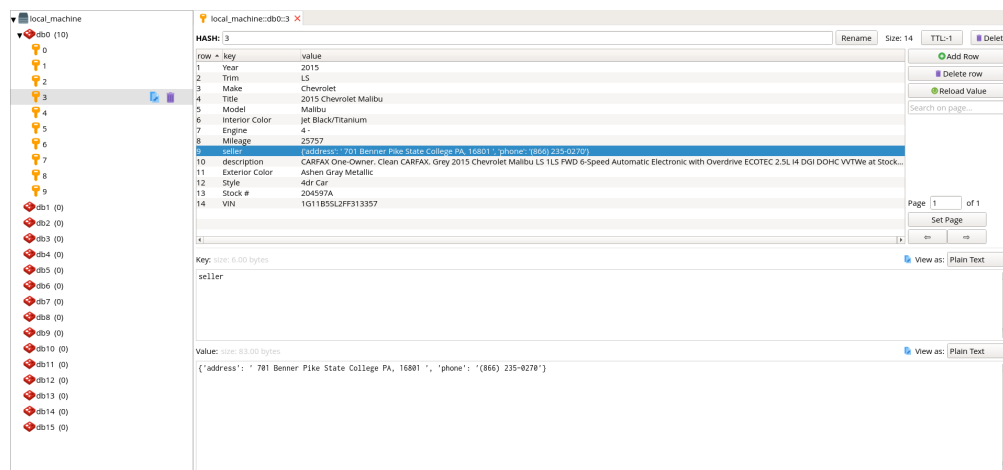 local_machine
db0 (10)
0
1
2
3
4
5
6
7
8
9
db1 (0)
db2 (0)
db3 (0)
db4 (0)
db5 (0)
db6 (0)
db7 (0)
db8 (0)
db9 (0)
db10 (0)
db11 (0)
db12 (0)
db13 (0)
db14 (0)
db15 (0)
local_machine::db0::3
HASH: 3 Rename Size: 14 TTL:-1 Delet
row key value
1 Year 2015
2 Trim LS
3 Make Chevrolet
4 Title 2015 Chevrolet Malibu
5 Model Malibu
6 Interior Color Jet Black/Titanium
7 Engine 4 -
8 Mileage 25757
9 seller {'address': ' 701 Benner Pike State College PA, 16801 ', 'phone': '(866) 235-0270'}
10 description CARFAX One-Owner. Clean CARFAX. Grey 2015 Chevrolet Malibu LS 1LS FWD 6-Speed Automatic Electronic with Overdrive ECOTEC 2.5L I4 DGI DOHC VVTWe at Stock...
11 Exterior Color Ashen Gray Metallic
12 Style 4dr Car
13 Stock # 204597A
14 VIN 1G11B5SL2FF313357
Add Row
Delete row
Reload Value
Search on page...
Page 1 of 1
Set Page
Key: size: 6.00 bytes View as: Plain Text
seller
Value: size: 83.00 bytes View as: Plain Text
{'address': ' 701 Benner Pike State College PA, 16801 ', 'phone': '(866) 235-0270'}